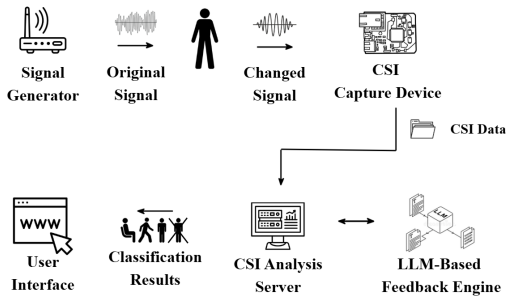 Signal
Generator
Original
Signal
Changed
Signal
CSI
Capture Device
CSI Data
WWW
User
Interface
Classification
Results
CSI Analysis
Server
LLM
LLM-Based
Feedback Engine